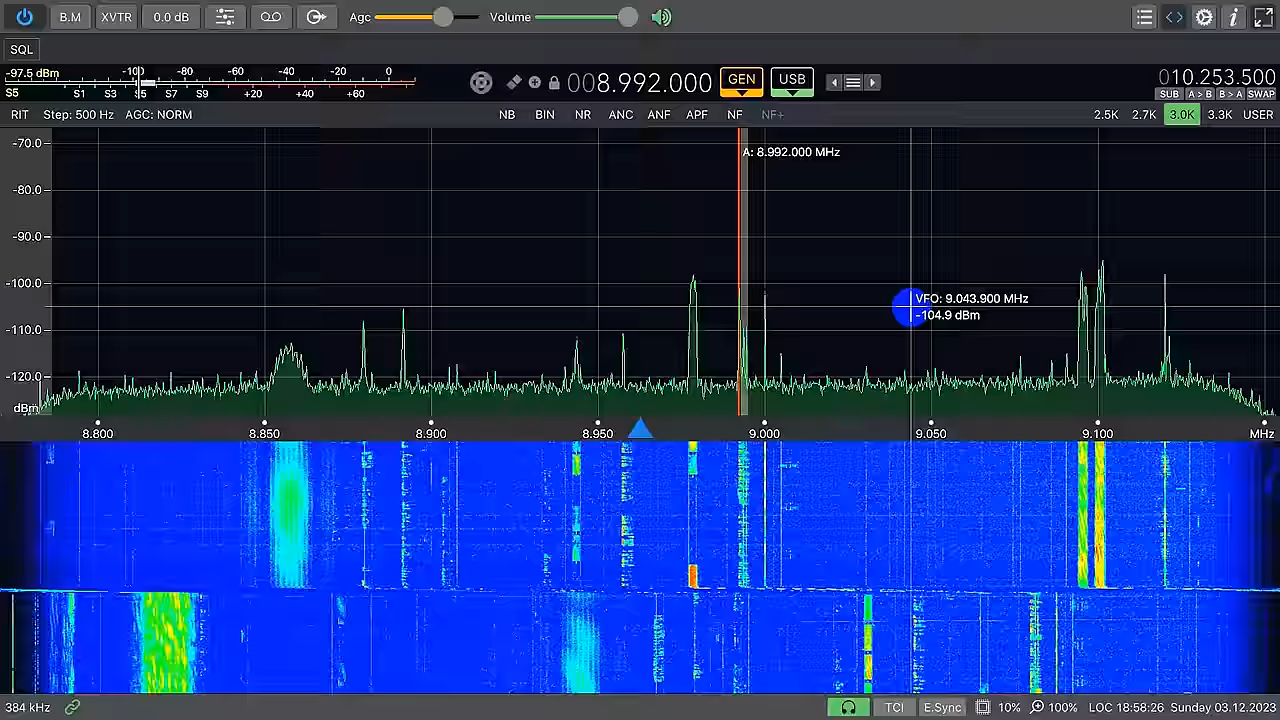 B.M XVTR 0.0 dB Agc Volume
SQL
-97.5 dBm -100 -80 -60 -40 -20 0
S5 S1 S3 S5 S7 S9 +20 +40 +60
008.992.000 GEN USB
010.253.500
SUB A > B B > A SWAP
RIT Step: 500 Hz AGC: NORM NB BIN NR ANC ANF APF NF NF+ 2.5K 2.7K 3.0K 3.3K USER
-70.0
A: 8.992.000 MHz
-80.0
-90.0
-100.0
VFO: 9.043.900 MHz
-104.9 dBm
-110.0
-120.0
dBm
8.800 8.850 8.900 8.950 9.000 9.050 9.100 MHz
384 kHz TCI E.Sync 10% 100% LOC 18:58:26 Sunday 03.12.2023